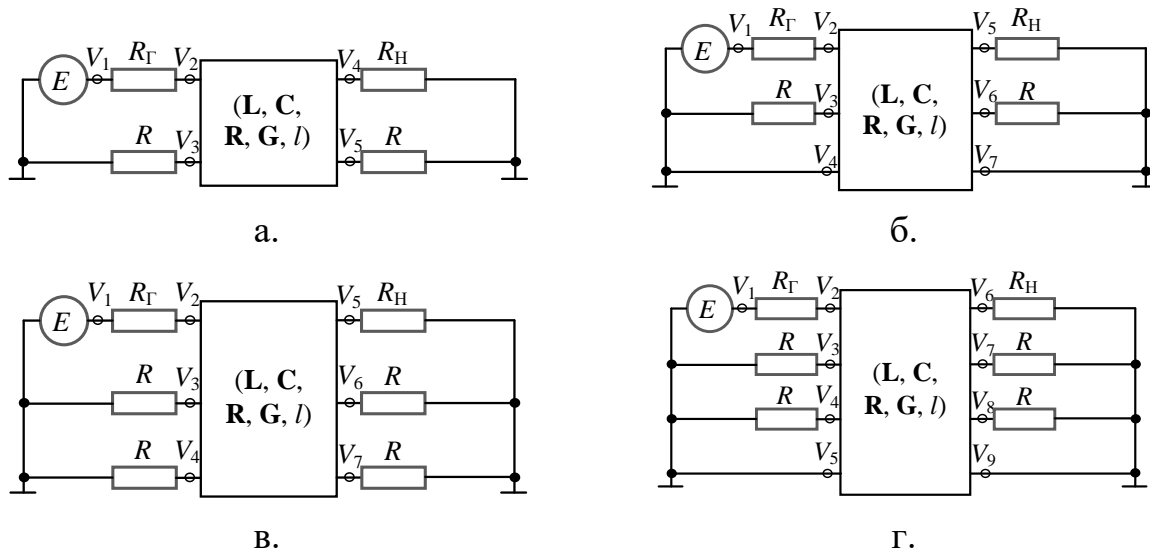 V1 RГ V2 V4 RН
E
(L, C,
R, G, l)
R V3 V5 R
а.
V1 RГ V2 V5 RН
E
R V3 (L, C, V6 R
R, G, l)
V4 V7
б.
V1 RГ V2 V5 RН
E
R V3 (L, C, V6 R
R, G, l)
R V4 V7 R
в.
V1 RГ V2 V6 RН
E
R V3 V7 R
(L, C,
R V4 R, G, l) V8 R
V5 V9
г.